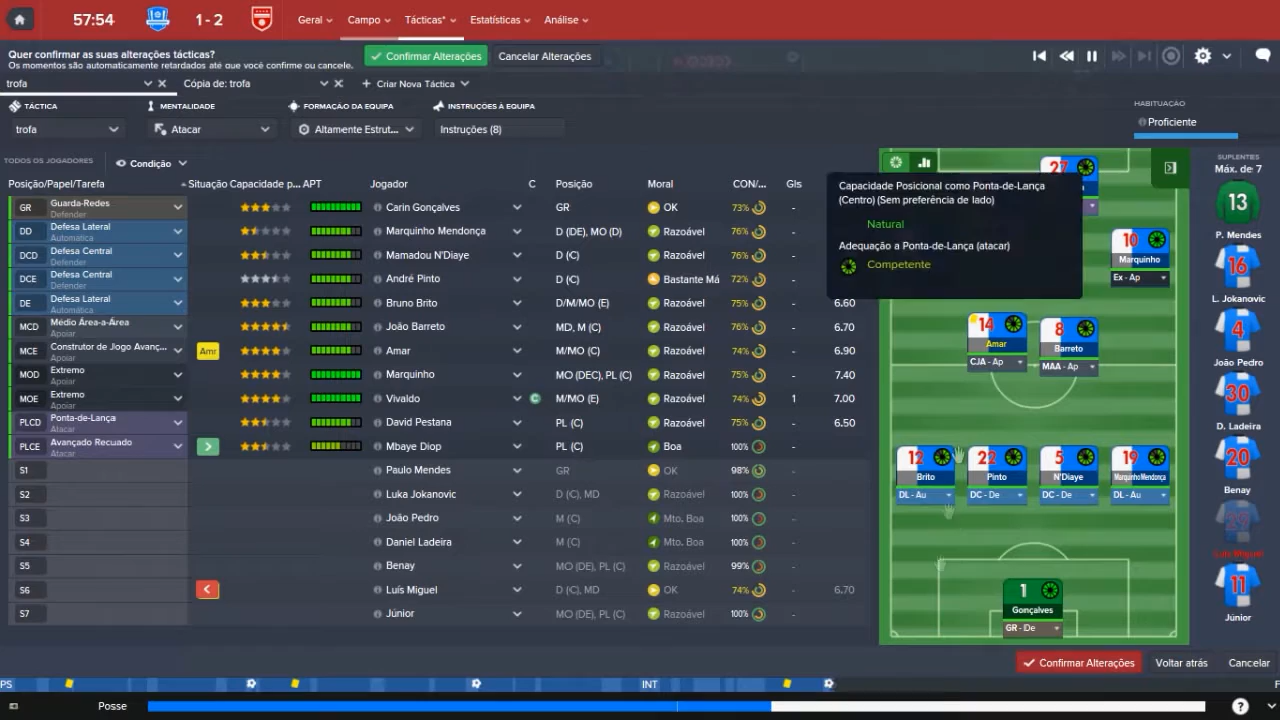 57:54 1 - 2 Geral Campo Tácticas* Estatísticas Análise
Quer confirmar as suas alterações tácticas?
Os momentos são automaticamente retardados até que você confirme ou cancele.
Confirmar Alterações Cancelar Alterações
trofa Cópia de: trofa + Criar Nova Táctica
TÁCTICA MENTALIDADE FORMAÇÃO DA EQUIPA INSTRUÇÕES À EQUIPA HABITUAÇÃO
trofa Atacar Altamente Estrut... Instruções (8) Proficiente
TODOS OS JOGADORES Condição
Posição/Papel/Tarefa Situação Capacidade p... APT Jogador C Posição Moral CON/... Gls
GR Guarda-Redes Defender Carin Gonçalves GR OK 73% -
DD Defesa Lateral Automática Marquinho Mendonça D (DE), MO (D) Razoável 76% -
DCD Defesa Central Defender Mamadou N'Diaye D (C) Razoável 76% -
DCE Defesa Central Defender André Pinto D (C) Bastante Má 72% -
DE Defesa Lateral Automática Bruno Brito D/M/MO (E) Razoável 75% - 6.60
MCD Médio Área-a-Área Apoiar João Barreto MD, M (C) Razoável 76% - 6.70
MCE Construtor de Jogo Avanç... Apoiar Amr Amar M/MO (C) Razoável 74% - 6.90
MOD Extremo Apoiar Marquinho MO (DEC), PL (C) Razoável 75% - 7.40
MOE Extremo Apoiar Vivaldo C M/MO (E) Razoável 74% 1 7.00
PLCD Ponta-de-Lança Atacar David Pestana PL (C) Razoável 75% - 6.50
PLCE Avançado Recuado Atacar Mbaye Diop PL (C) Boa 100% -
S1 Paulo Mendes GR OK 98% -
S2 Luka Jokanovic D (C), MD Razoável 100% -
S3 João Pedro M (C) Mto. Boa 100% -
S4 Daniel Ladeira M (C) Mto. Boa 100% -
S5 Benay MO (DE), PL (C) Razoável 99% -
S6 Luís Miguel D (C), MD OK 74% - 6.70
S7 Júnior MO (DE), PL (C) Razoável 100% -
27
Capacidade Posicional como Ponta-de-Lança
(Centro) (Sem preferência de lado)
Natural
Adequação a Ponta-de-Lança (atacar)
Competente
10
Marquinho
Ex - Ap
14 8
Amar Barreto
CJA - Ap MAA - Ap
12 22 5 19
Brito Pinto N'Diaye Marquinho Mendonça
DL - Au DC - De DC - De DL - Au
1
Gonçalves
GR - De
SUPLENTES
Máx. de 7
13
P. Mendes
16
L. Jokanovic
4
João Pedro
30
D. Ladeira
20
Benay
Luís Miguel
11
Júnior
Confirmar Alterações Voltar atrás Cancelar
PS INT F
Posse ?